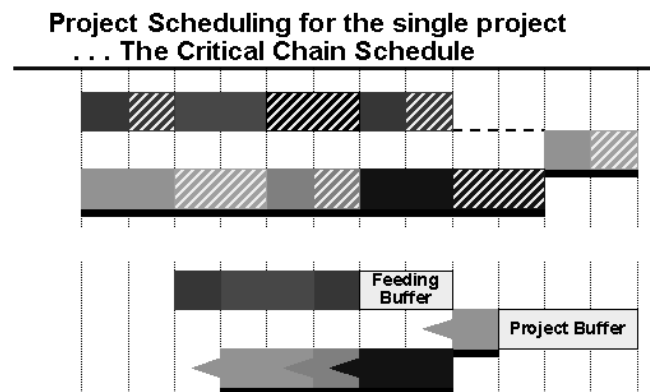 Project Scheduling for the single project
. . . The Critical Chain Schedule
Feeding
Buffer
Project Buffer